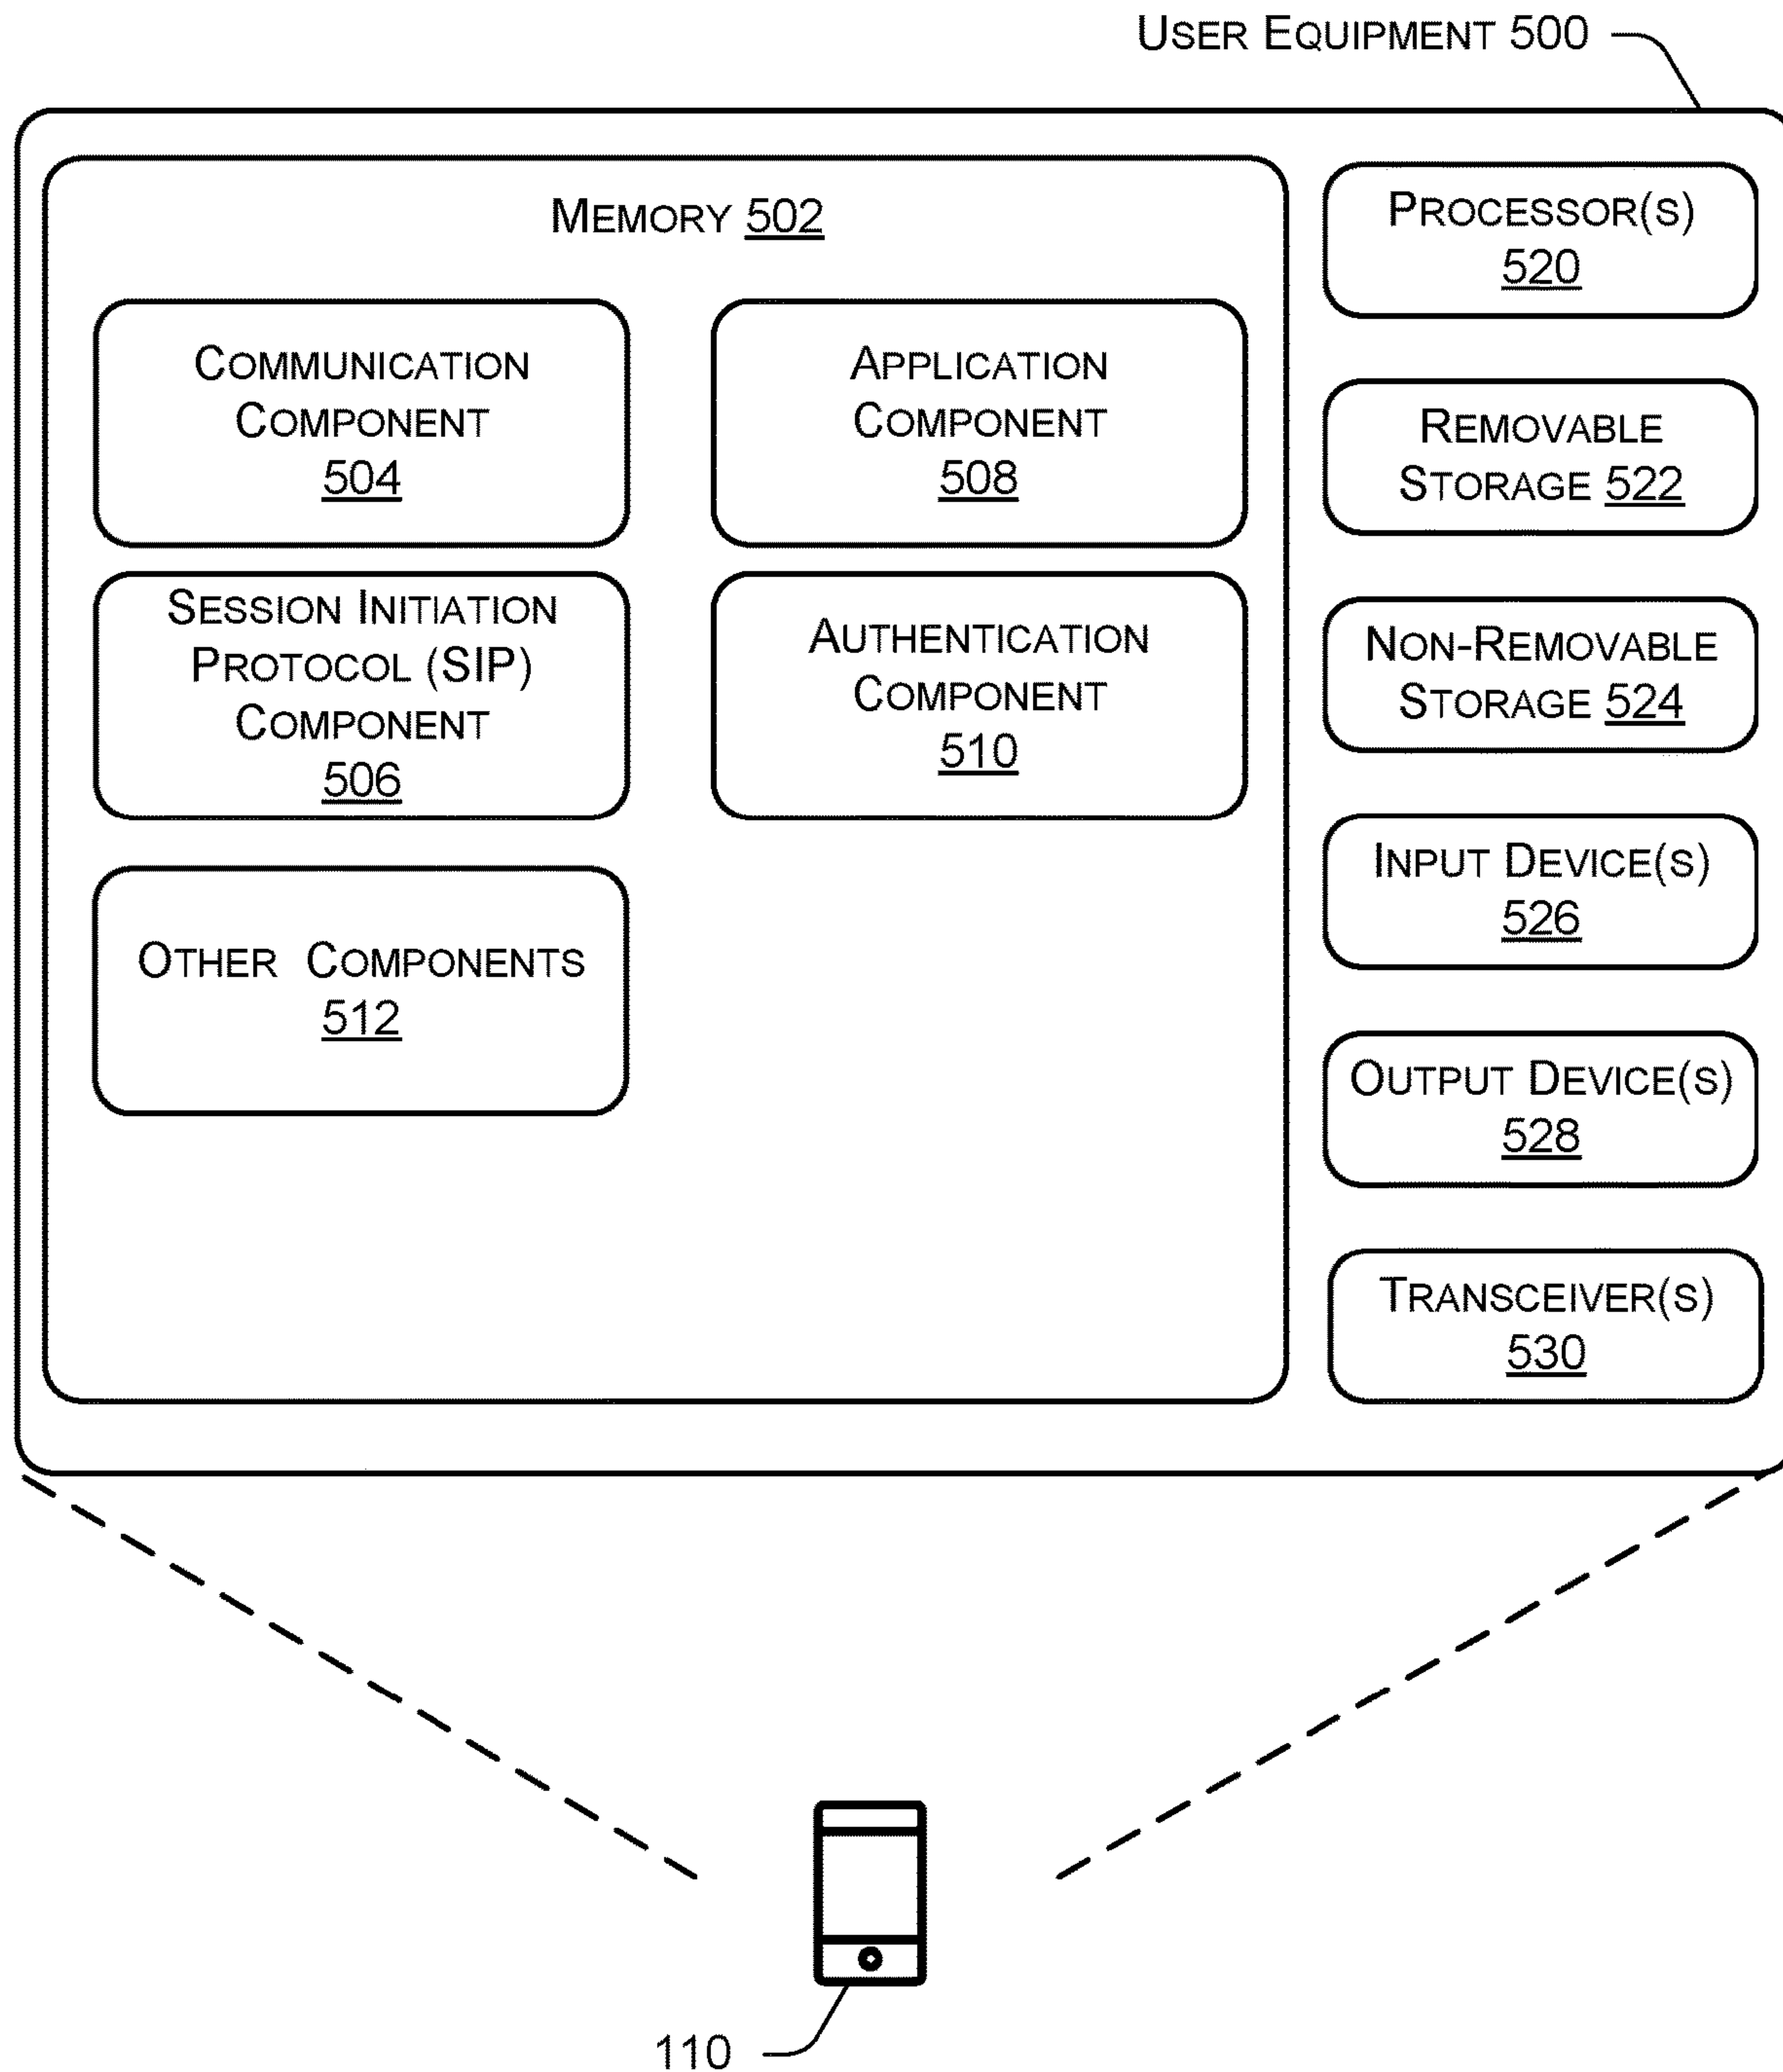 User Equipment 500
Memory 502
Communication
Component
504
Application
Component
508
Session Initiation
Protocol (SIP)
Component
506
Authentication
Component
510
Other Components
512
Processor(s)
520
Removable
Storage 522
Non-Removable
Storage 524
Input Device(s)
526
Output Device(s)
528
Transceiver(s)
530
110